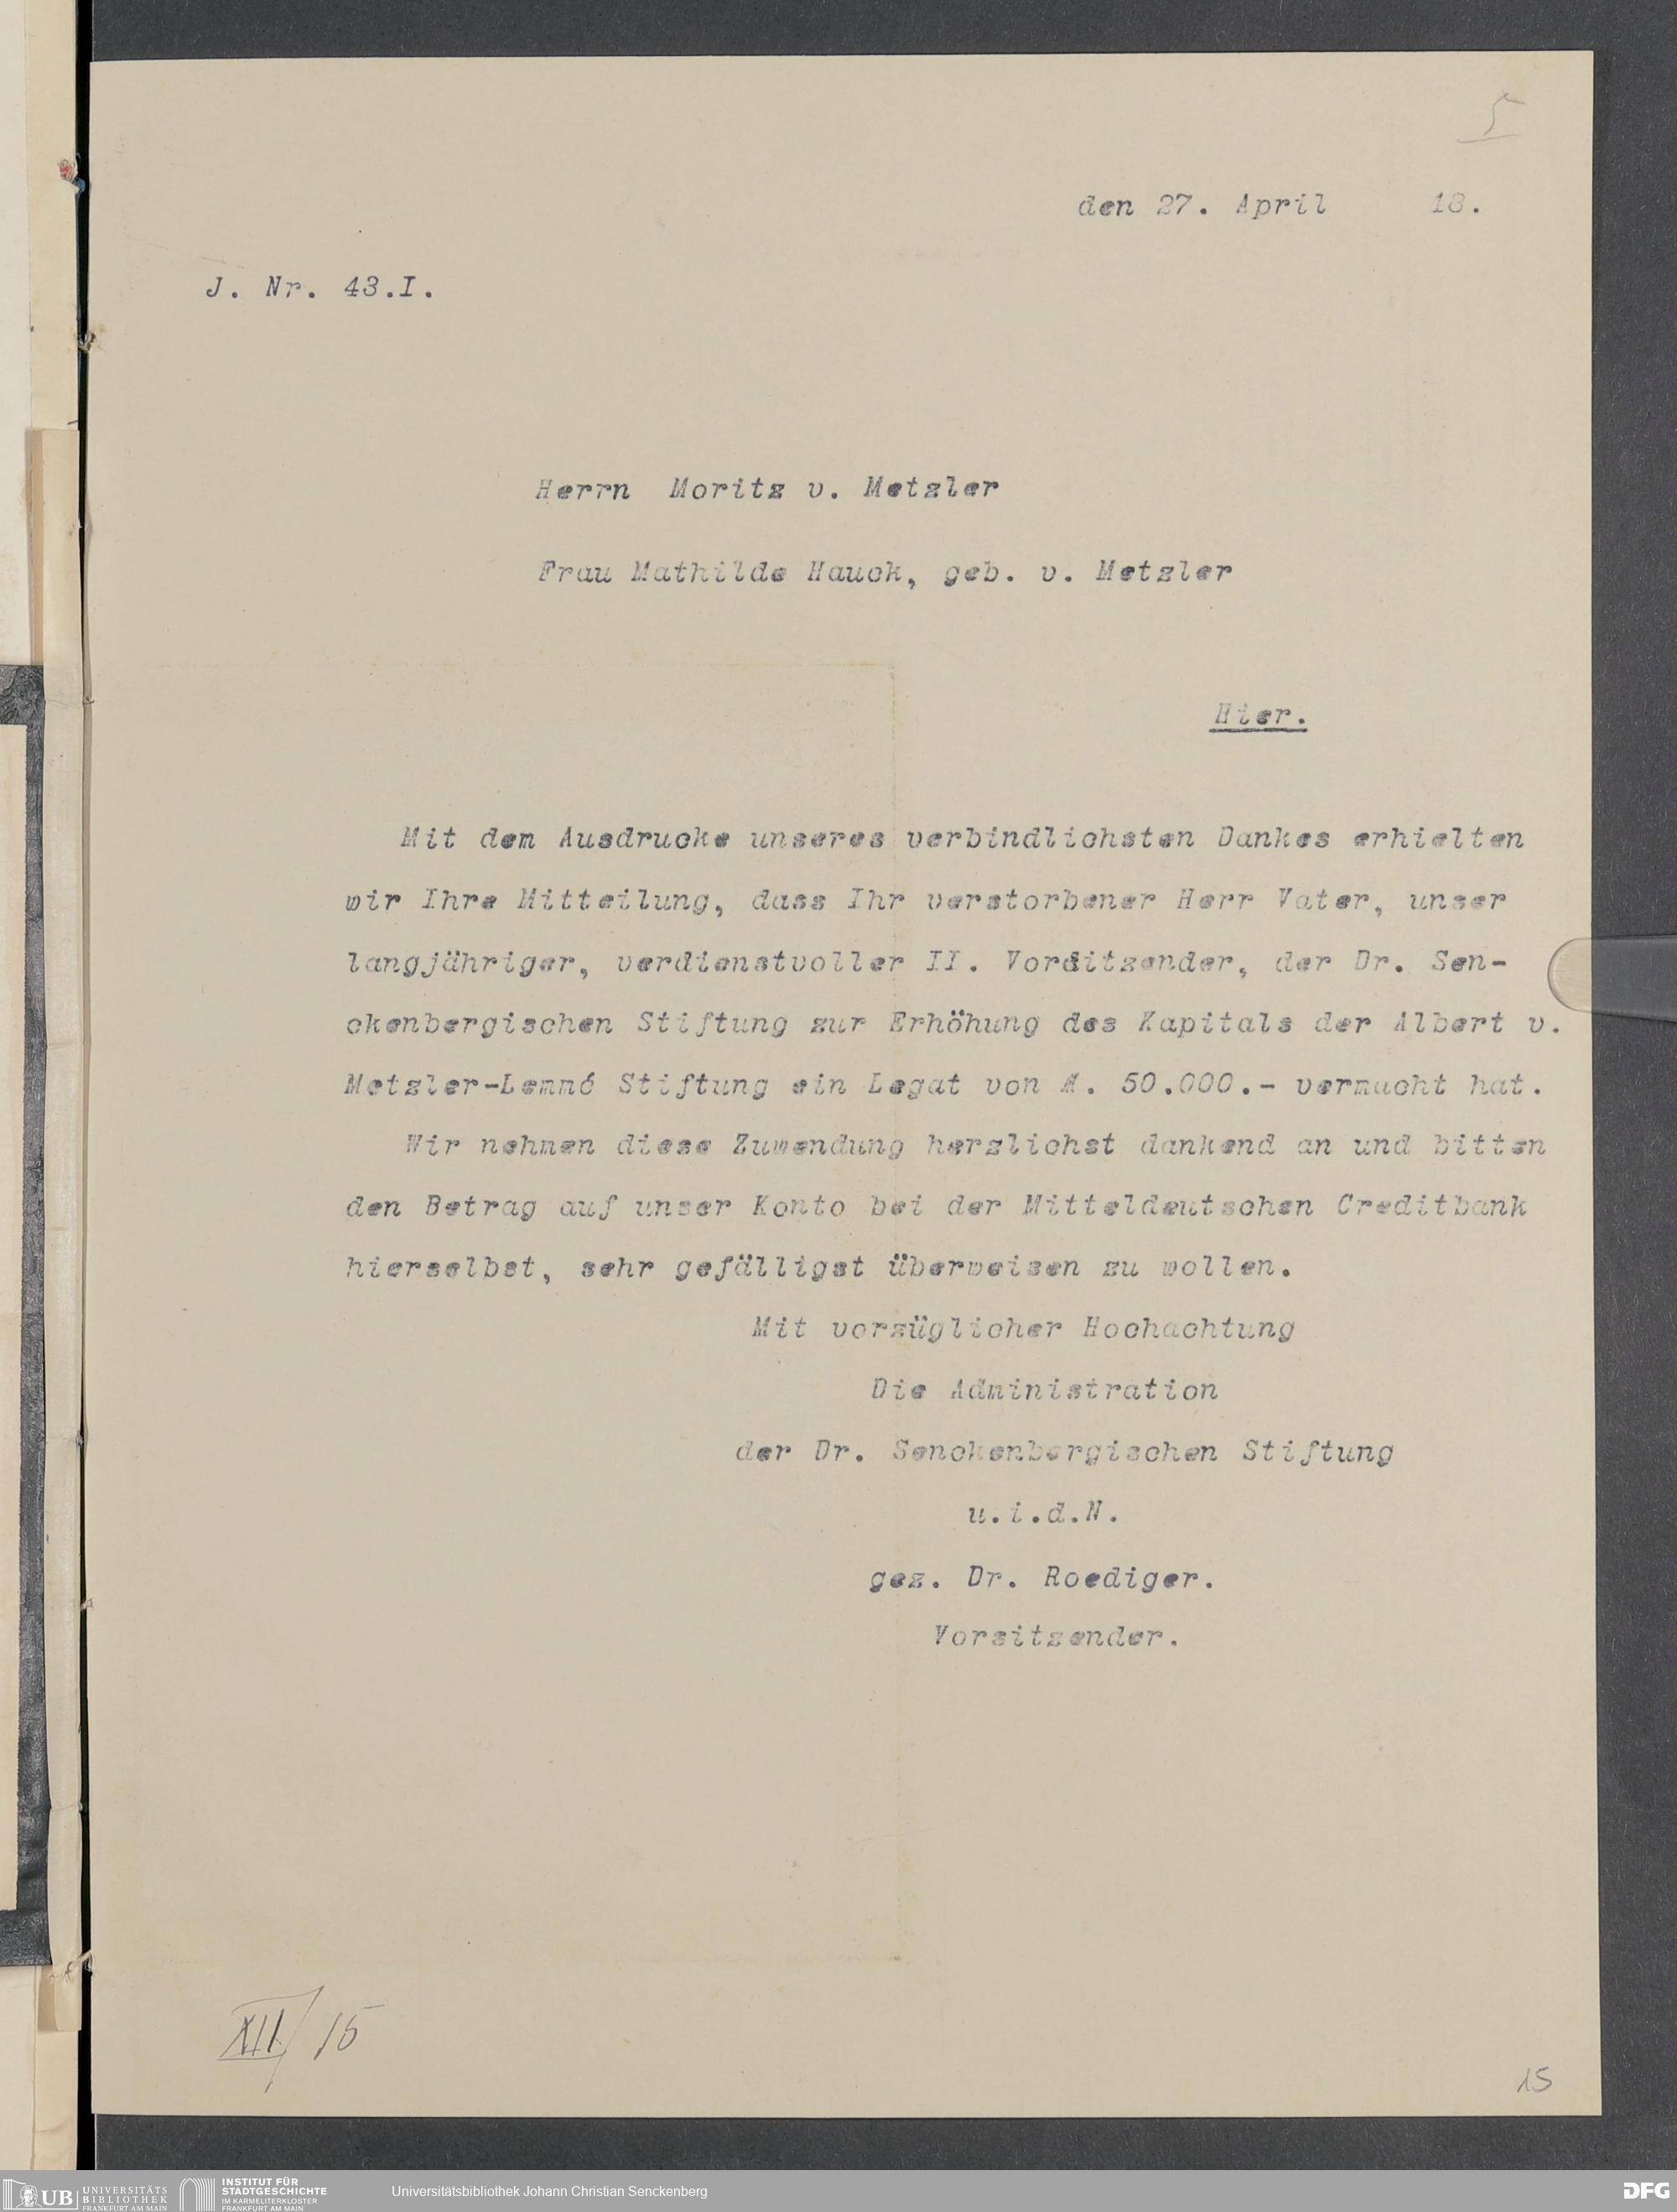 5
den 27. April 18.
J. Nr. 43.I.
Herrn Moritz v. Metzler
Frau Mathilde Hauck, geb. v. Metzler
Hier.
Mit dem Ausdrucke unseres verbindlichsten Dankes erhielten
wir Ihre Mitteilung, dass Ihr verstorbener Herr Vater, unser
langjähriger, verdienstvoller II. Vorsitzender, der Dr. Sen-
ckenbergischen Stiftung zur Erhöhung des Kapitals der Albert v.
Metzler-Lemmé Stiftung ein Legat von M. 50.000.- vermacht hat.
Wir nehmen diese Zuwendung herzlichst dankend an und bitten
den Betrag auf unser Konto bei der Mitteldeutschen Creditbank
hierselbst, sehr gefälligst überweisen zu wollen.
Mit vorzüglicher Hochachtung
Die Administration
der Dr. Senckenbergischen Stiftung
u.i.d.N.
gez. Dr. Roediger.
Vorsitzender.
XII/15
15
UB UNIVERSITÄTS
BIBLIOTHEK
FRANKFURT AM MAIN
INSTITUT FÜR
STADTGESCHICHTE
IM KARMELITERKLOSTER
FRANKFURT AM MAIN
Universitätsbibliothek Johann Christian Senckenberg
DFG